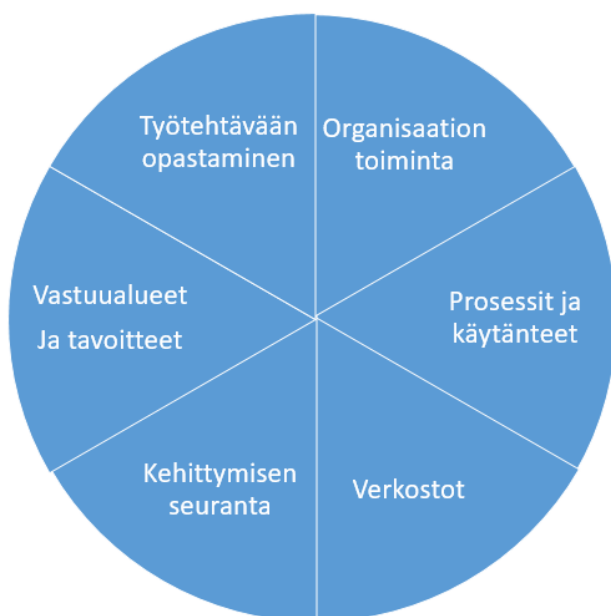 Työtehtävään
opastaminen
Organisaation
toiminta
Vastuualueet
Ja tavoitteet
Prosessit ja
käytänteet
Kehittymisen
seuranta
Verkostot